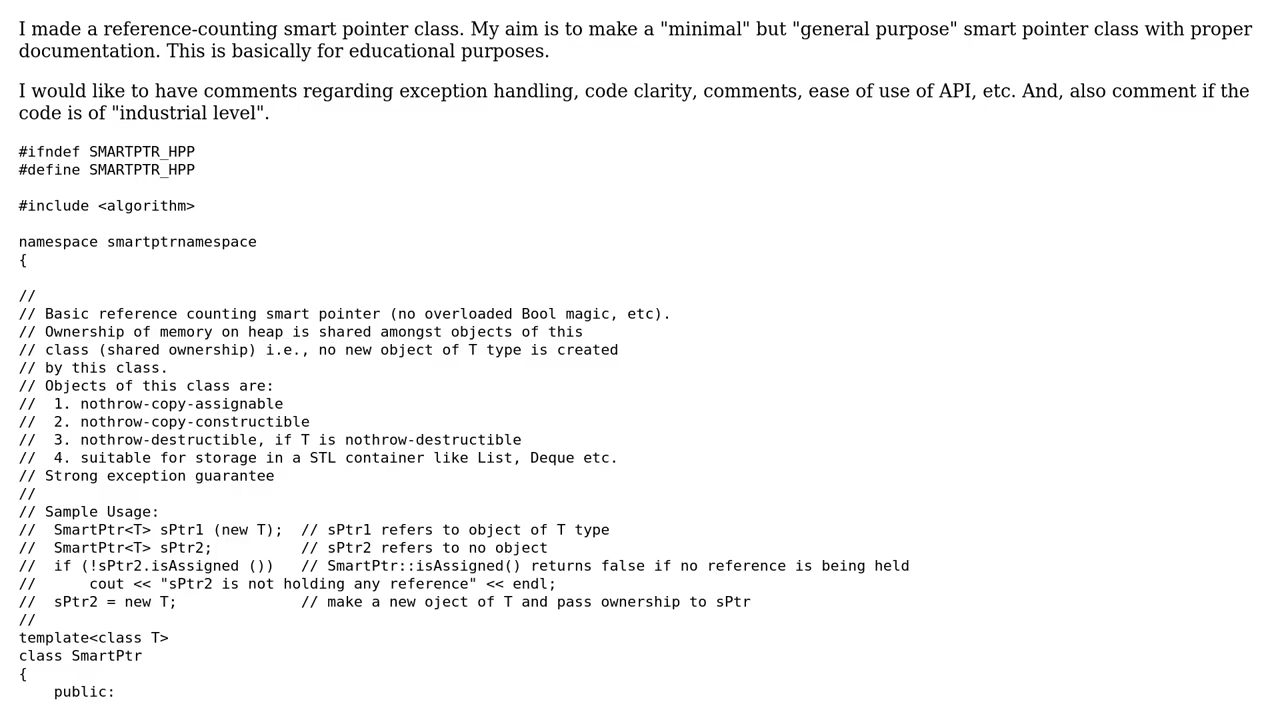 I made a reference-counting smart pointer class. My aim is to make a "minimal" but "general purpose" smart pointer class with proper
documentation. This is basically for educational purposes.
I would like to have comments regarding exception handling, code clarity, comments, ease of use of API, etc. And, also comment if the
code is of "industrial level".
#ifndef SMARTPTR_HPP
#define SMARTPTR_HPP
#include <algorithm>
namespace smartptrnamespace
{
//
// Basic reference counting smart pointer (no overloaded Bool magic, etc).
// Ownership of memory on heap is shared amongst objects of this
// class (shared ownership) i.e., no new object of T type is created
// by this class.
// Objects of this class are:
//  1. nothrow-copy-assignable
//  2. nothrow-copy-constructible
//  3. nothrow-destructible, if T is nothrow-destructible
//  4. suitable for storage in a STL container like List, Deque etc.
// Strong exception guarantee
//
// Sample Usage:
//  SmartPtr<T> sPtr1 (new T);  // sPtr1 refers to object of T type
//  SmartPtr<T> sPtr2;          // sPtr2 refers to no object
//  if (!sPtr2.isAssigned ())   // SmartPtr::isAssigned() returns false if no reference is being held
//      cout << "sPtr2 is not holding any reference" << endl;
//  sPtr2 = new T;              // make a new oject of T and pass ownership to sPtr
//
template<class T>
class SmartPtr
{
    public: